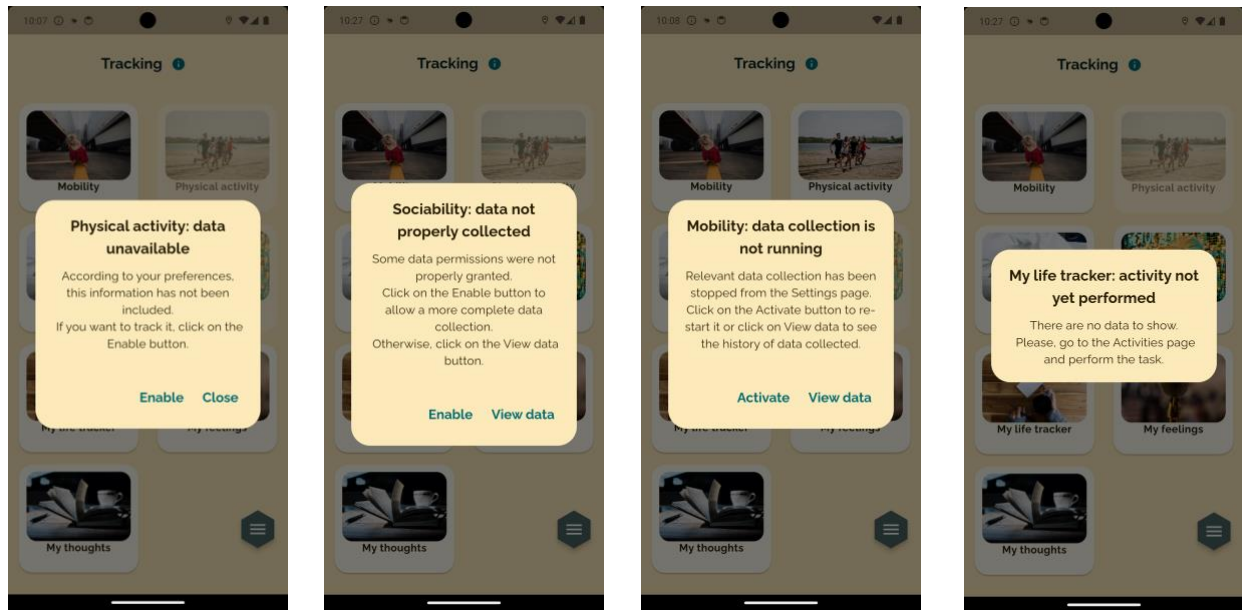 10:07
Tracking
Mobility
Physical activity
Physical activity: data
unavailable
According to your preferences,
this information has not been
included.
If you want to track it, click on the
Enable button.
Enable Close
My thoughts
10:27
Tracking
Sociability: data not
properly collected
Some data permissions were not
properly granted.
Click on the Enable button to
allow a more complete data
collection.
Otherwise, click on the View data
button.
Enable View data
My thoughts
10:08
Tracking
Mobility
Physical activity
Mobility: data collection is
not running
Relevant data collection has been
stopped from the Settings page.
Click on the Activate button to re-
start it or click on View data to see
the history of data collected.
Activate View data
My thoughts
10:27
Tracking
Mobility
Physical activity
My life tracker: activity not
yet performed
There are no data to show.
Please, go to the Activities page
and perform the task.
My life tracker
My feelings
My thoughts